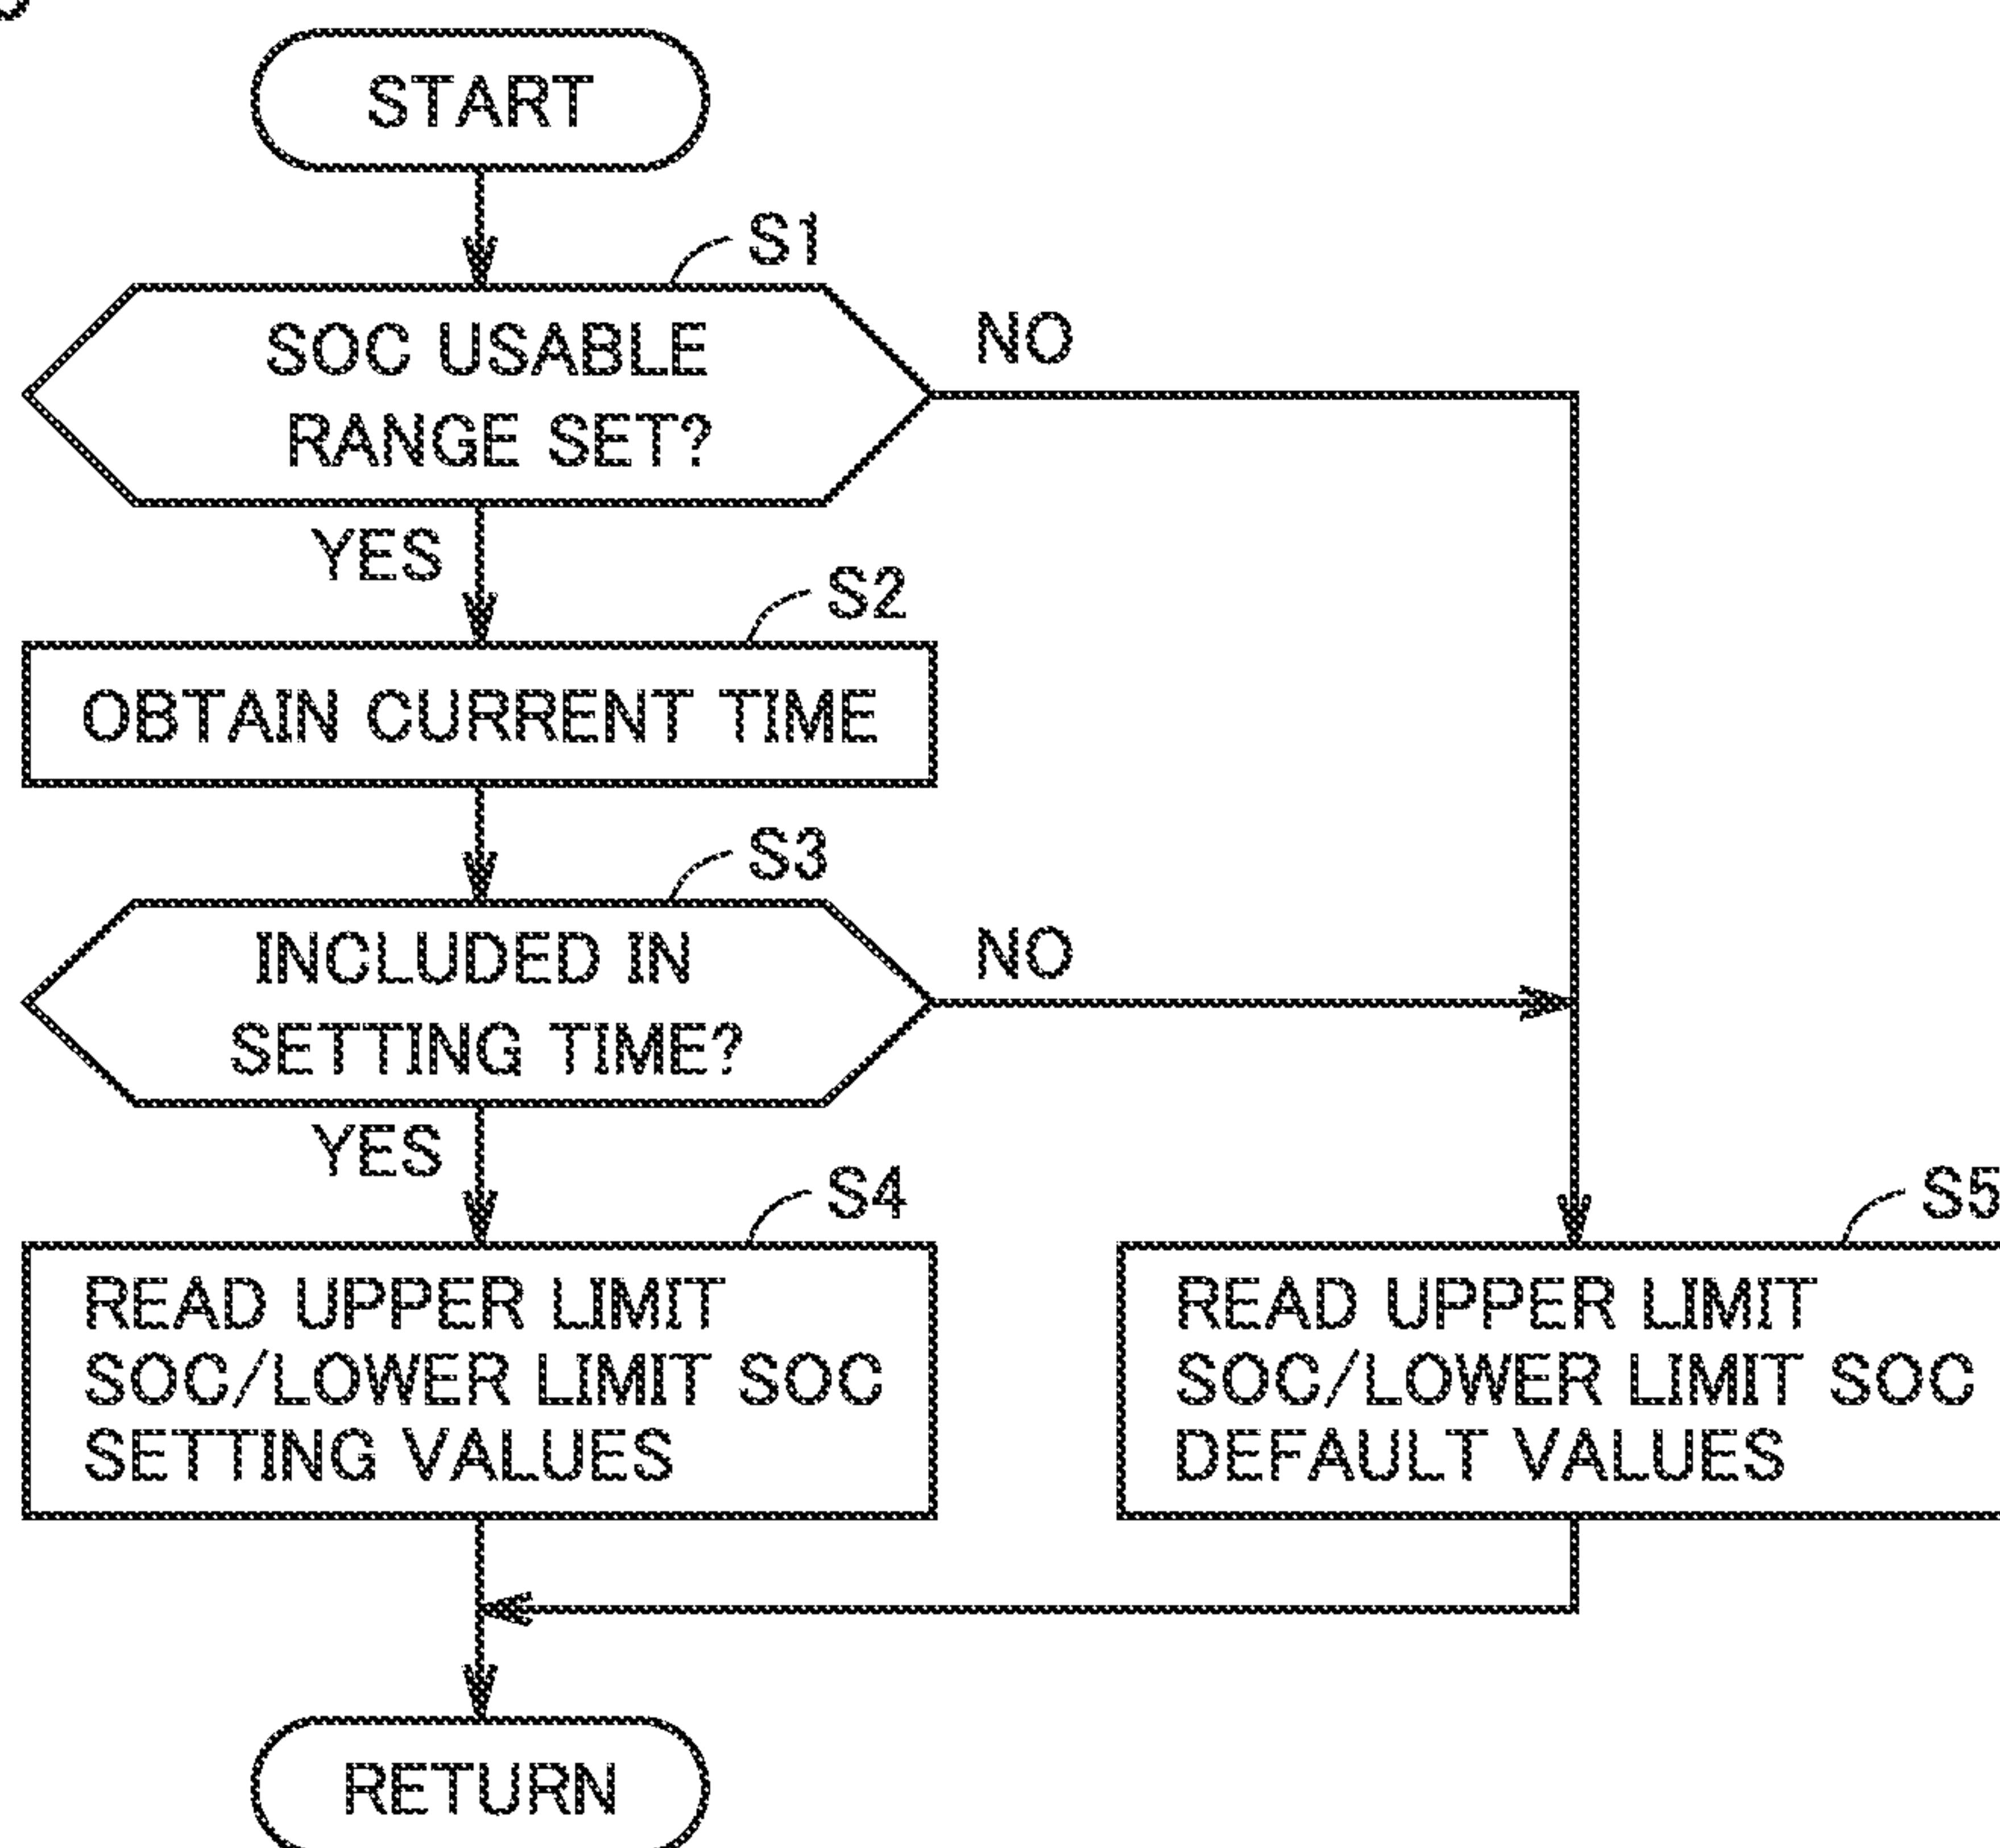 START
S1
SOC USABLE
RANGE SET?
NO
YES
S2
OBTAIN CURRENT TIME
S3
INCLUDED IN
SETTING TIME?
NO
YES
S4
READ UPPER LIMIT
SOC/LOWER LIMIT SOC
SETTING VALUES
S5
READ UPPER LIMIT
SOC/LOWER LIMIT SOC
DEFAULT VALUES
RETURN